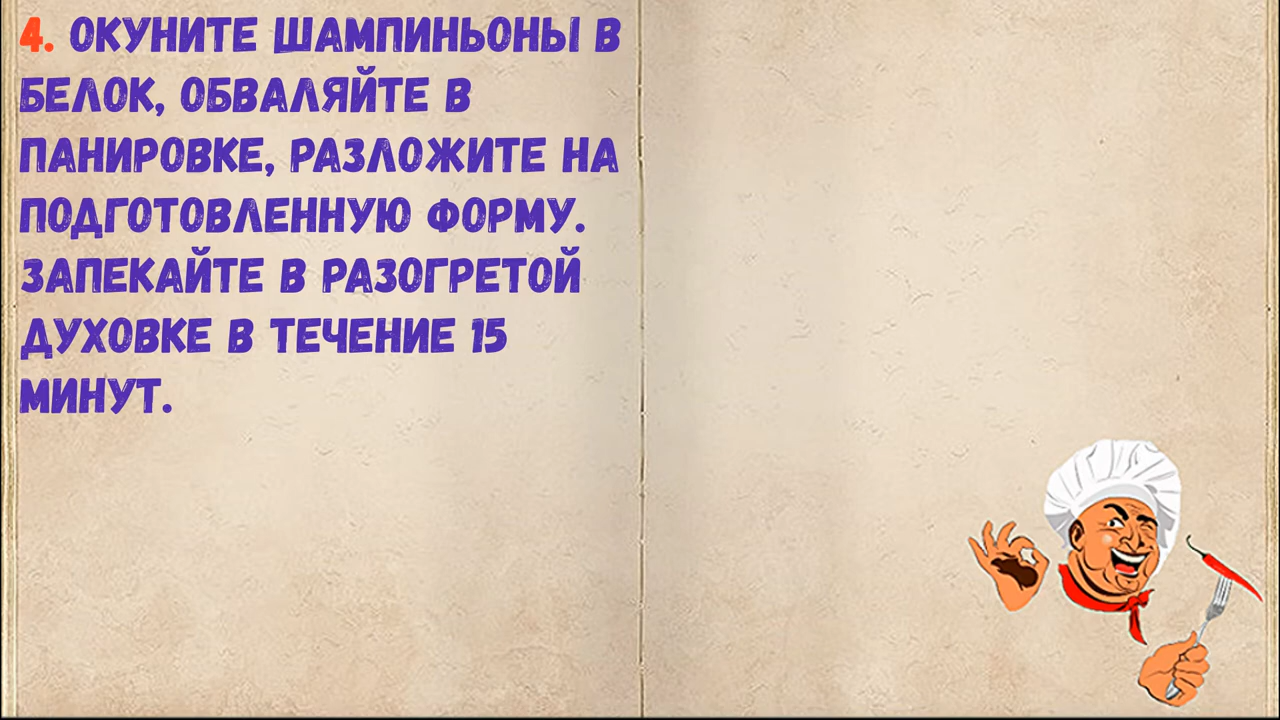 4. ОКУНИТЕ ШАМПИНЬОНЫ В
БЕЛОК, ОБВАЛЯЙТЕ В
ПАНИРОВКЕ, РАЗЛОЖИТЕ НА
ПОДГОТОВЛЕННУЮ ФОРМУ.
ЗАПЕКАЙТЕ В РАЗОГРЕТОЙ
ДУХОВКЕ В ТЕЧЕНИЕ 15
МИНУТ.